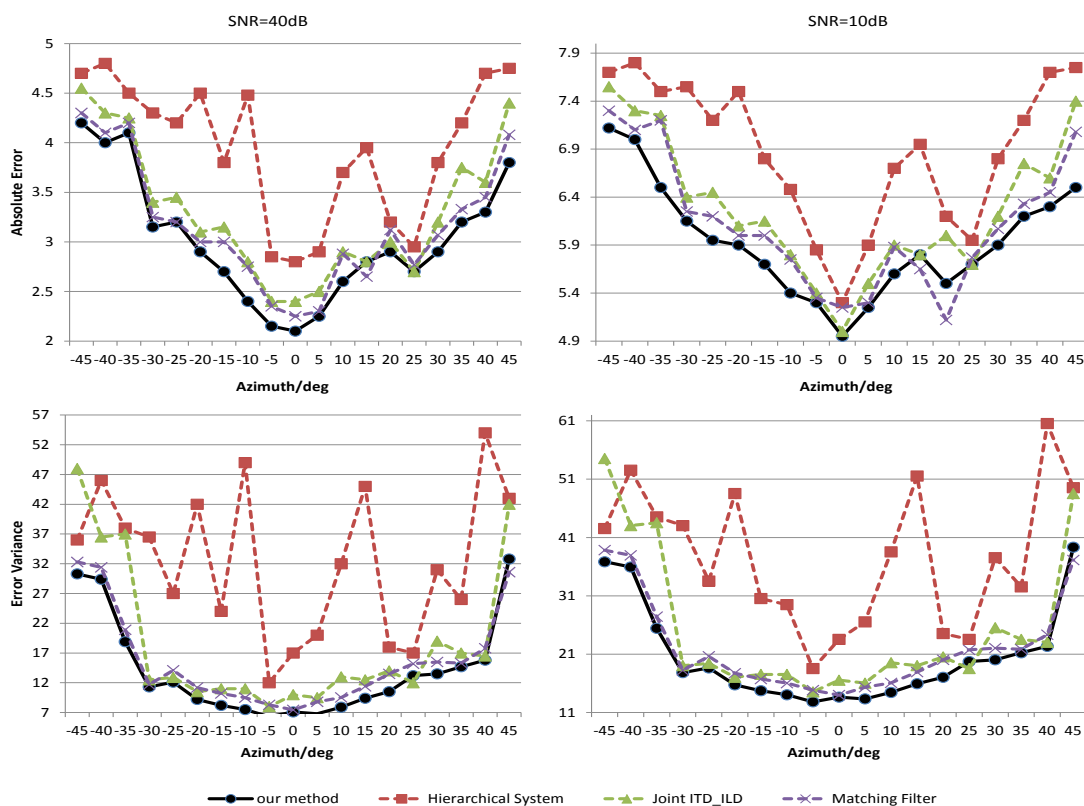 SNR=40dB
SNR=10dB
5
4.5
4
3.5
3
2.5
2
Absolute Error
-45 -40 -35 -30 -25 -20 -15 -10 -5 0 5 10 15 20 25 30 35 40 45
Azimuth/deg
7.9
7.4
6.9
6.4
5.9
5.4
4.9
-45 -40 -35 -30 -25 -20 -15 -10 -5 0 5 10 15 20 25 30 35 40 45
Azimuth/deg
57
52
47
42
37
32
27
22
17
12
7
Error Variance
-45 -40 -35 -30 -25 -20 -15 -10 -5 0 5 10 15 20 25 30 35 40 45
Azimuth/deg
61
51
41
31
21
11
-45 -40 -35 -30 -25 -20 -15 -10 -5 0 5 10 15 20 25 30 35 40 45
Azimuth/deg
our method Hierarchical System Joint ITD_ILD Matching Filter